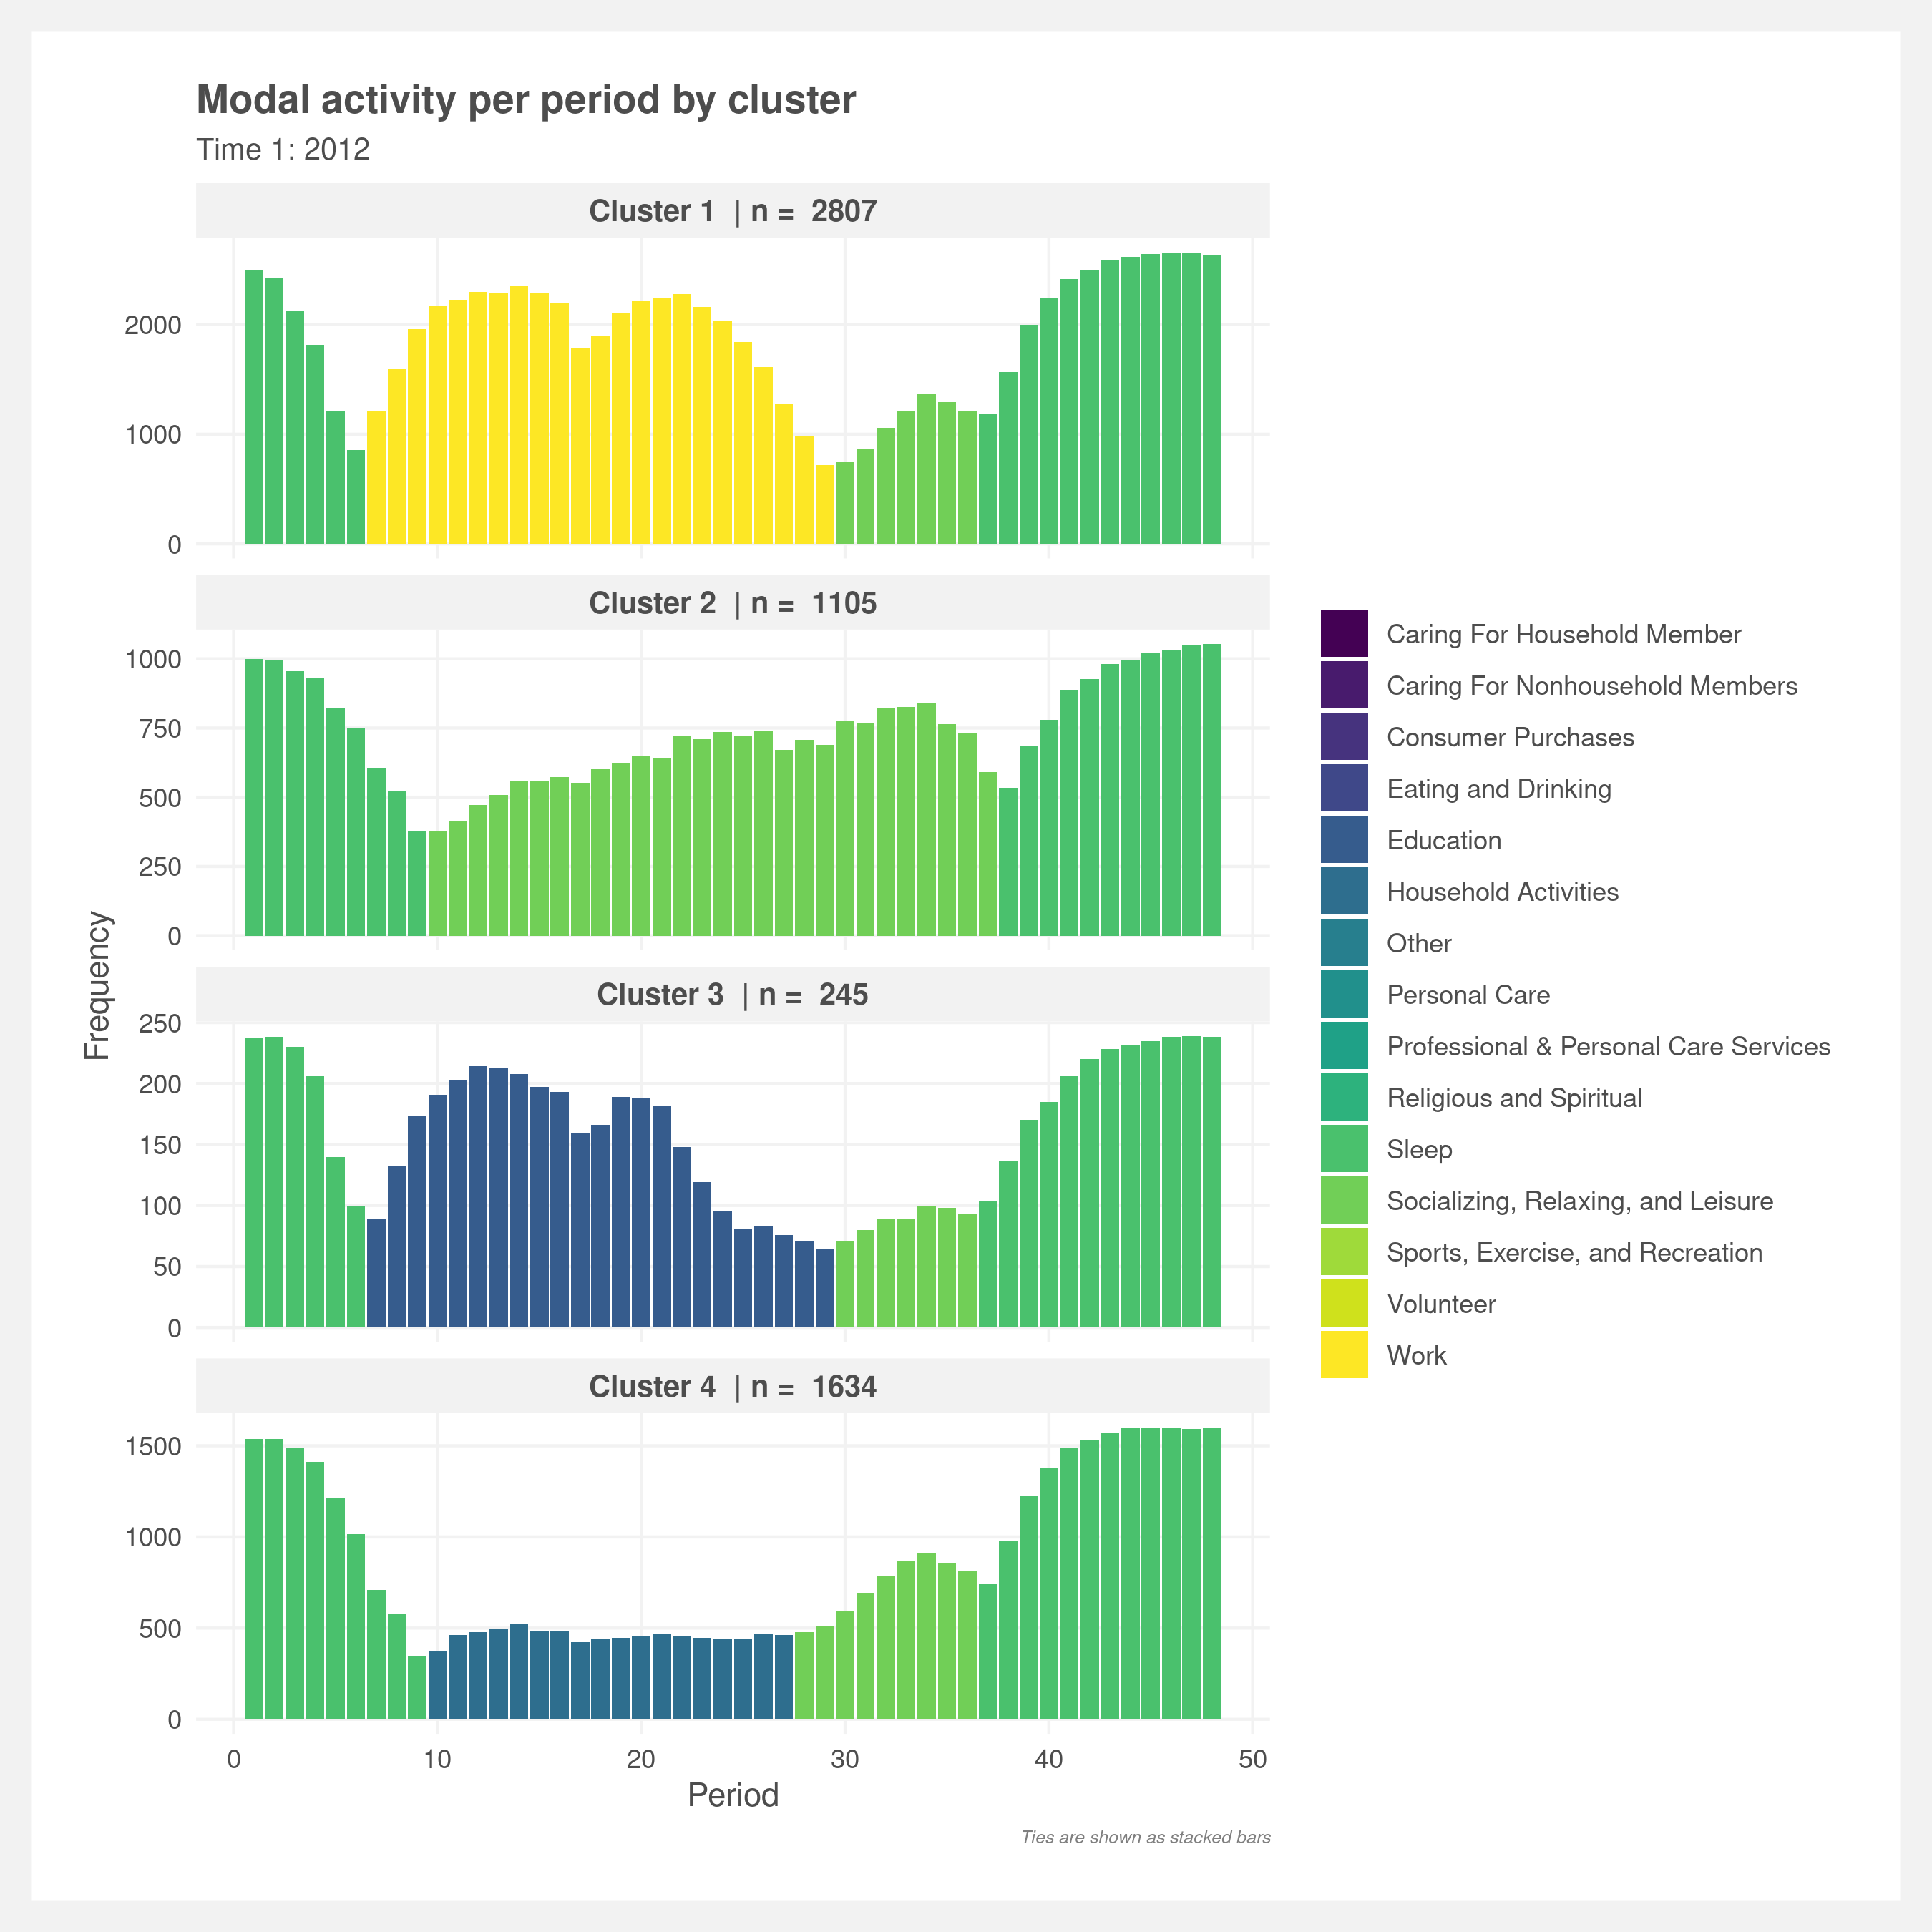 Modal activity per period by cluster
Time 1: 2012
Cluster 1 | n = 2807
2000
1000
0
Cluster 2 | n = 1105
1000
750
500
250
0
Cluster 3 | n = 245
250
200
150
100
50
0
Cluster 4 | n = 1634
1500
1000
500
0
0 10 20 30 40 50
Period
Frequency
Caring For Household Member
Caring For Nonhousehold Members
Consumer Purchases
Eating and Drinking
Education
Household Activities
Other
Personal Care
Professional & Personal Care Services
Religious and Spiritual
Sleep
Socializing, Relaxing, and Leisure
Sports, Exercise, and Recreation
Volunteer
Work
Ties are shown as stacked bars